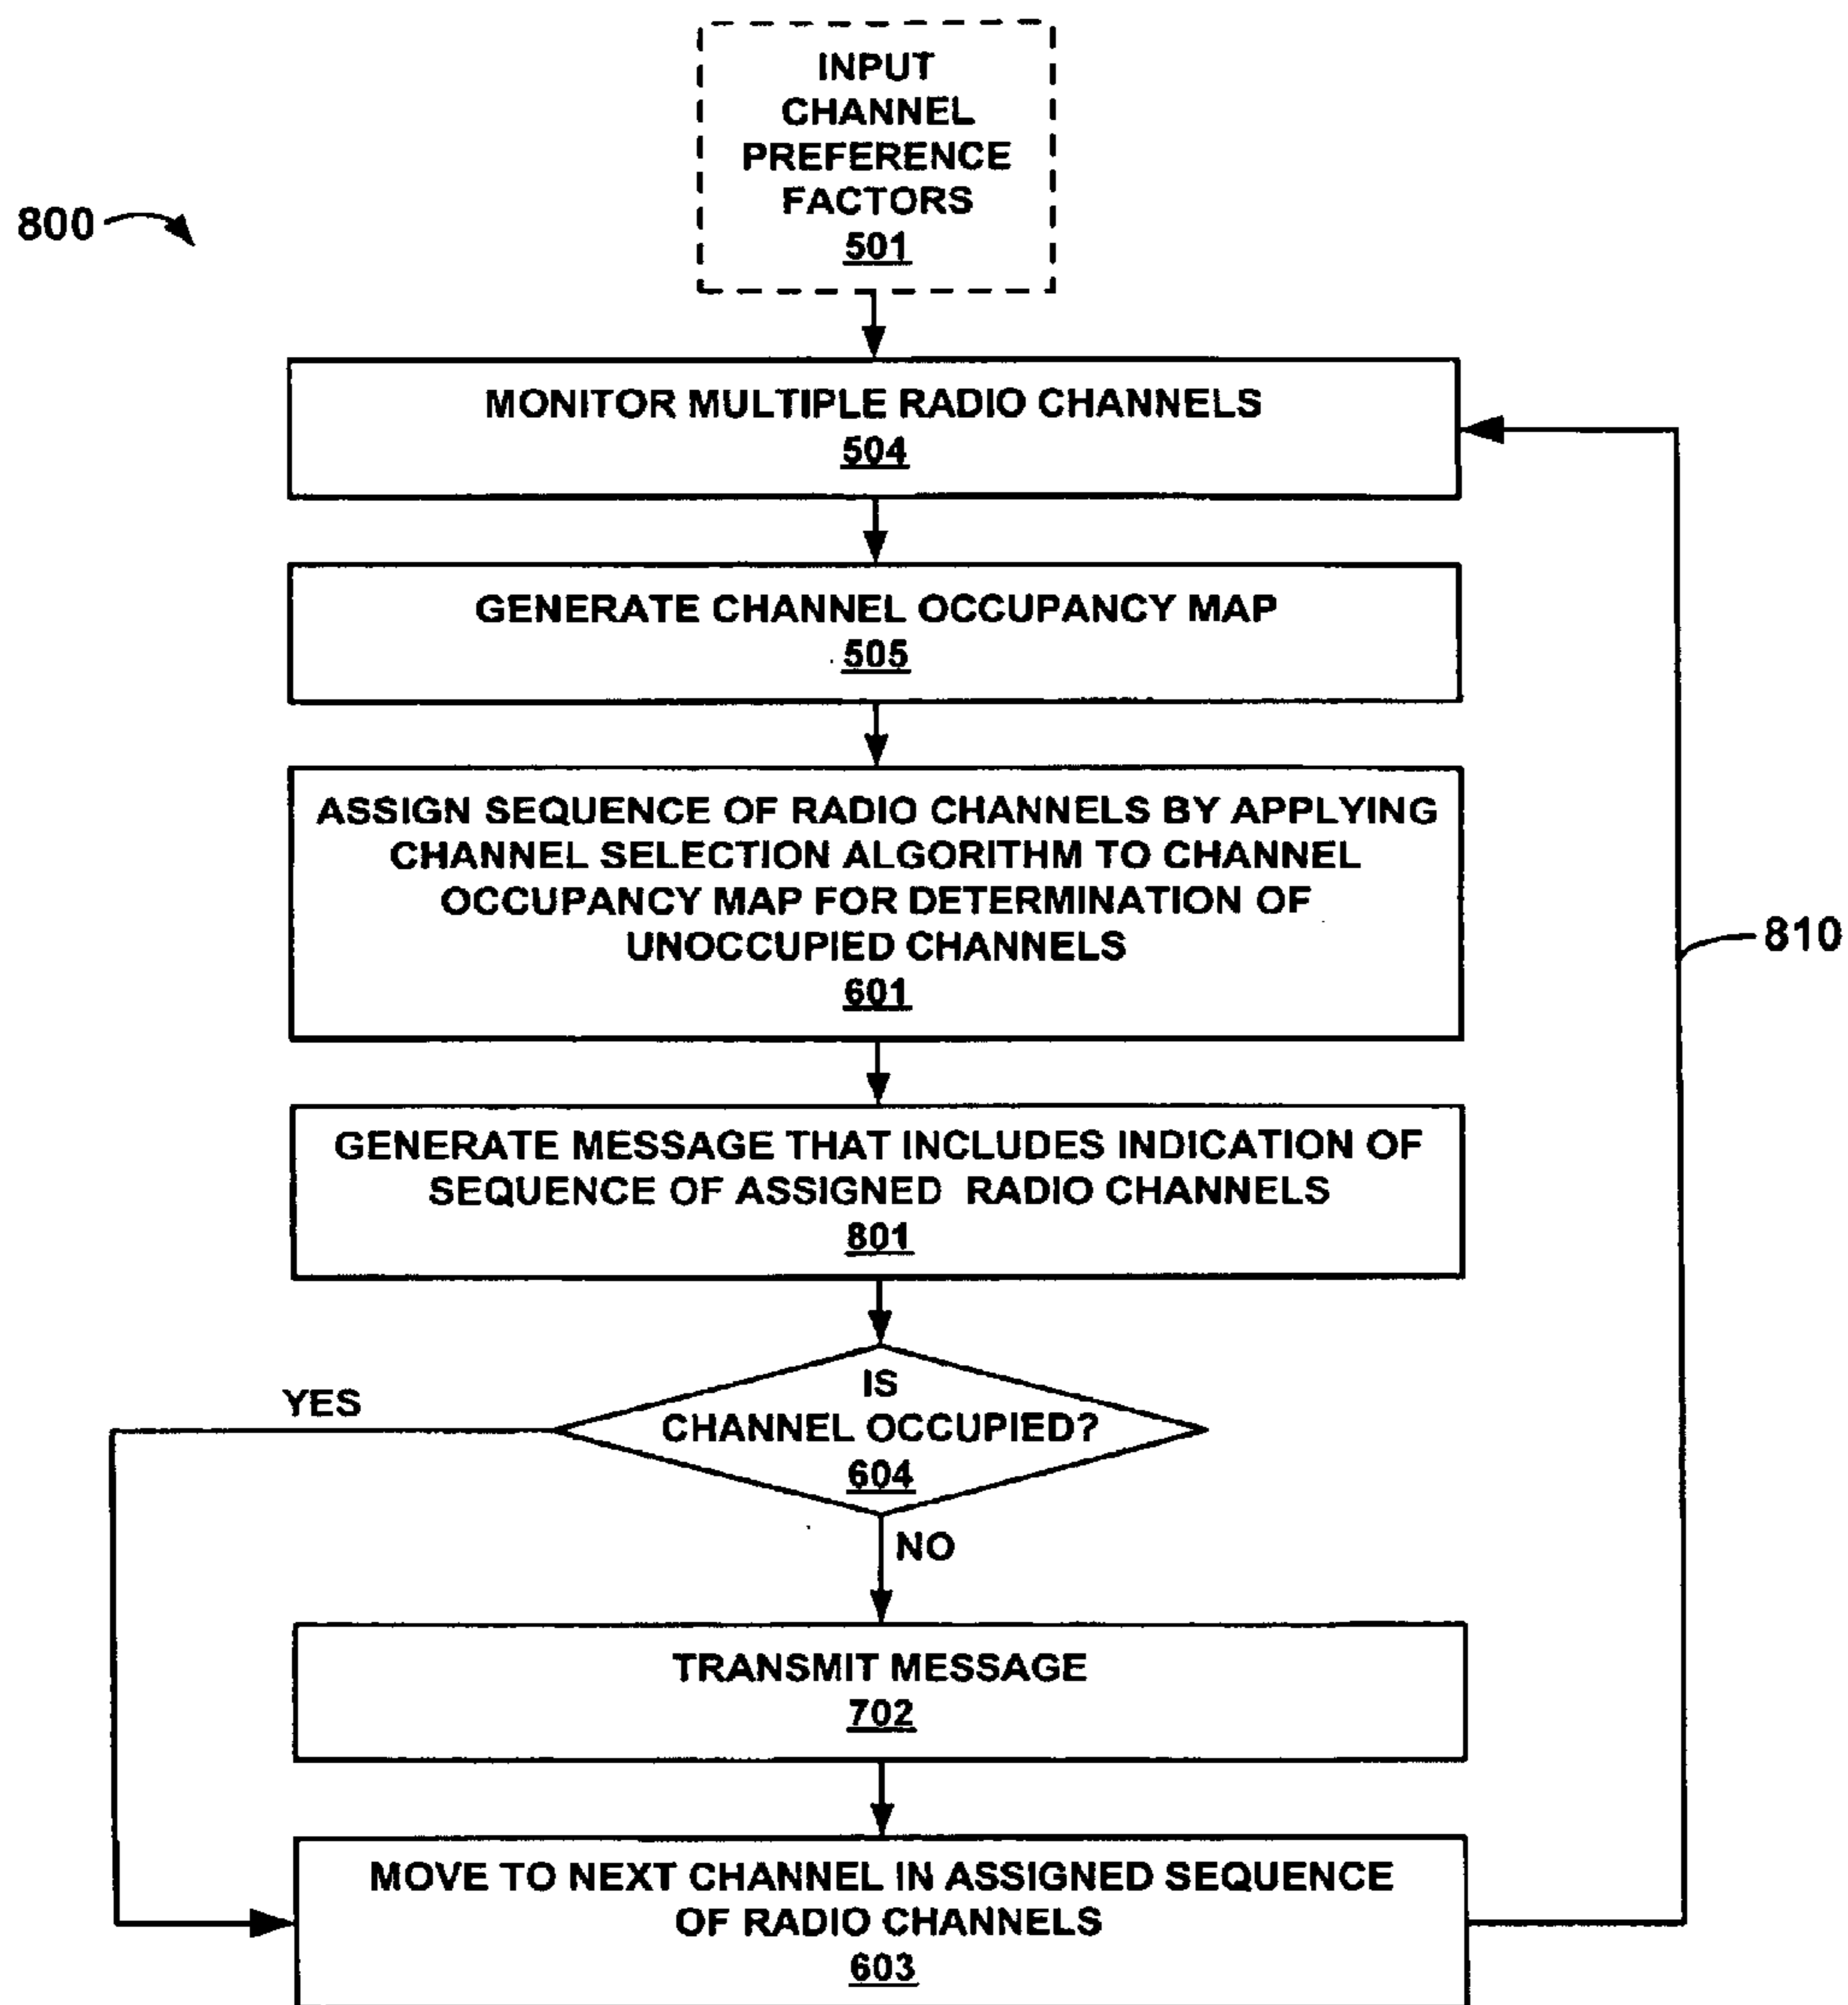 INPUT
CHANNEL
PREFERENCE
FACTORS
501
800
MONITOR MULTIPLE RADIO CHANNELS
504
GENERATE CHANNEL OCCUPANCY MAP
505
ASSIGN SEQUENCE OF RADIO CHANNELS BY APPLYING
CHANNEL SELECTION ALGORITHM TO CHANNEL
OCCUPANCY MAP FOR DETERMINATION OF
UNOCCUPIED CHANNELS
601
810
GENERATE MESSAGE THAT INCLUDES INDICATION OF
SEQUENCE OF ASSIGNED RADIO CHANNELS
801
IS
CHANNEL OCCUPIED?
604
YES
NO
TRANSMIT MESSAGE
702
MOVE TO NEXT CHANNEL IN ASSIGNED SEQUENCE
OF RADIO CHANNELS
603